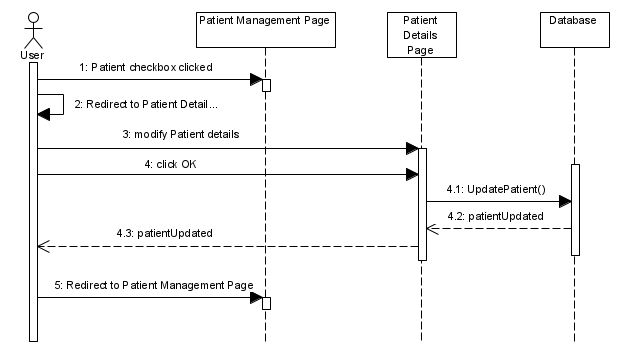 Patient Management Page
Patient
Details
Page
Database
User
1: Patient checkbox clicked
2: Redirect to Patient Detail...
3: modify Patient details
4: click OK
4.1: UpdatePatient()
4.2: patientUpdated
4.3: patientUpdated
5: Redirect to Patient Management Page